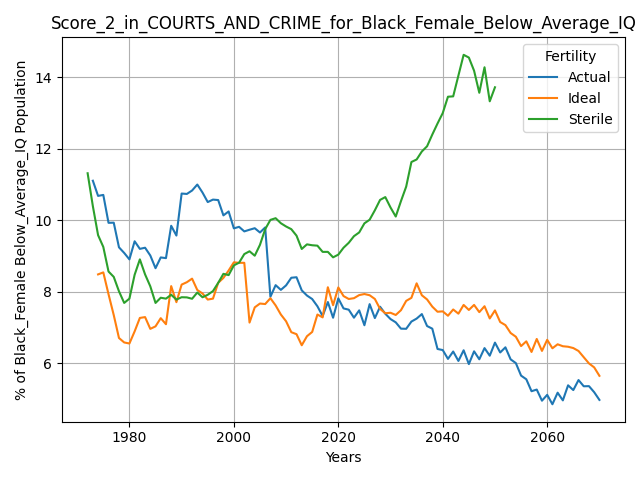 Score_2_in_COURTS_AND_CRIME_for_Black_Female_Below_Average_IQ
% of Black_Female Below_Average_IQ Population
14
12
10
8
6
Fertility
Actual
Ideal
Sterile
1980
2000
2020
2040
2060
Years